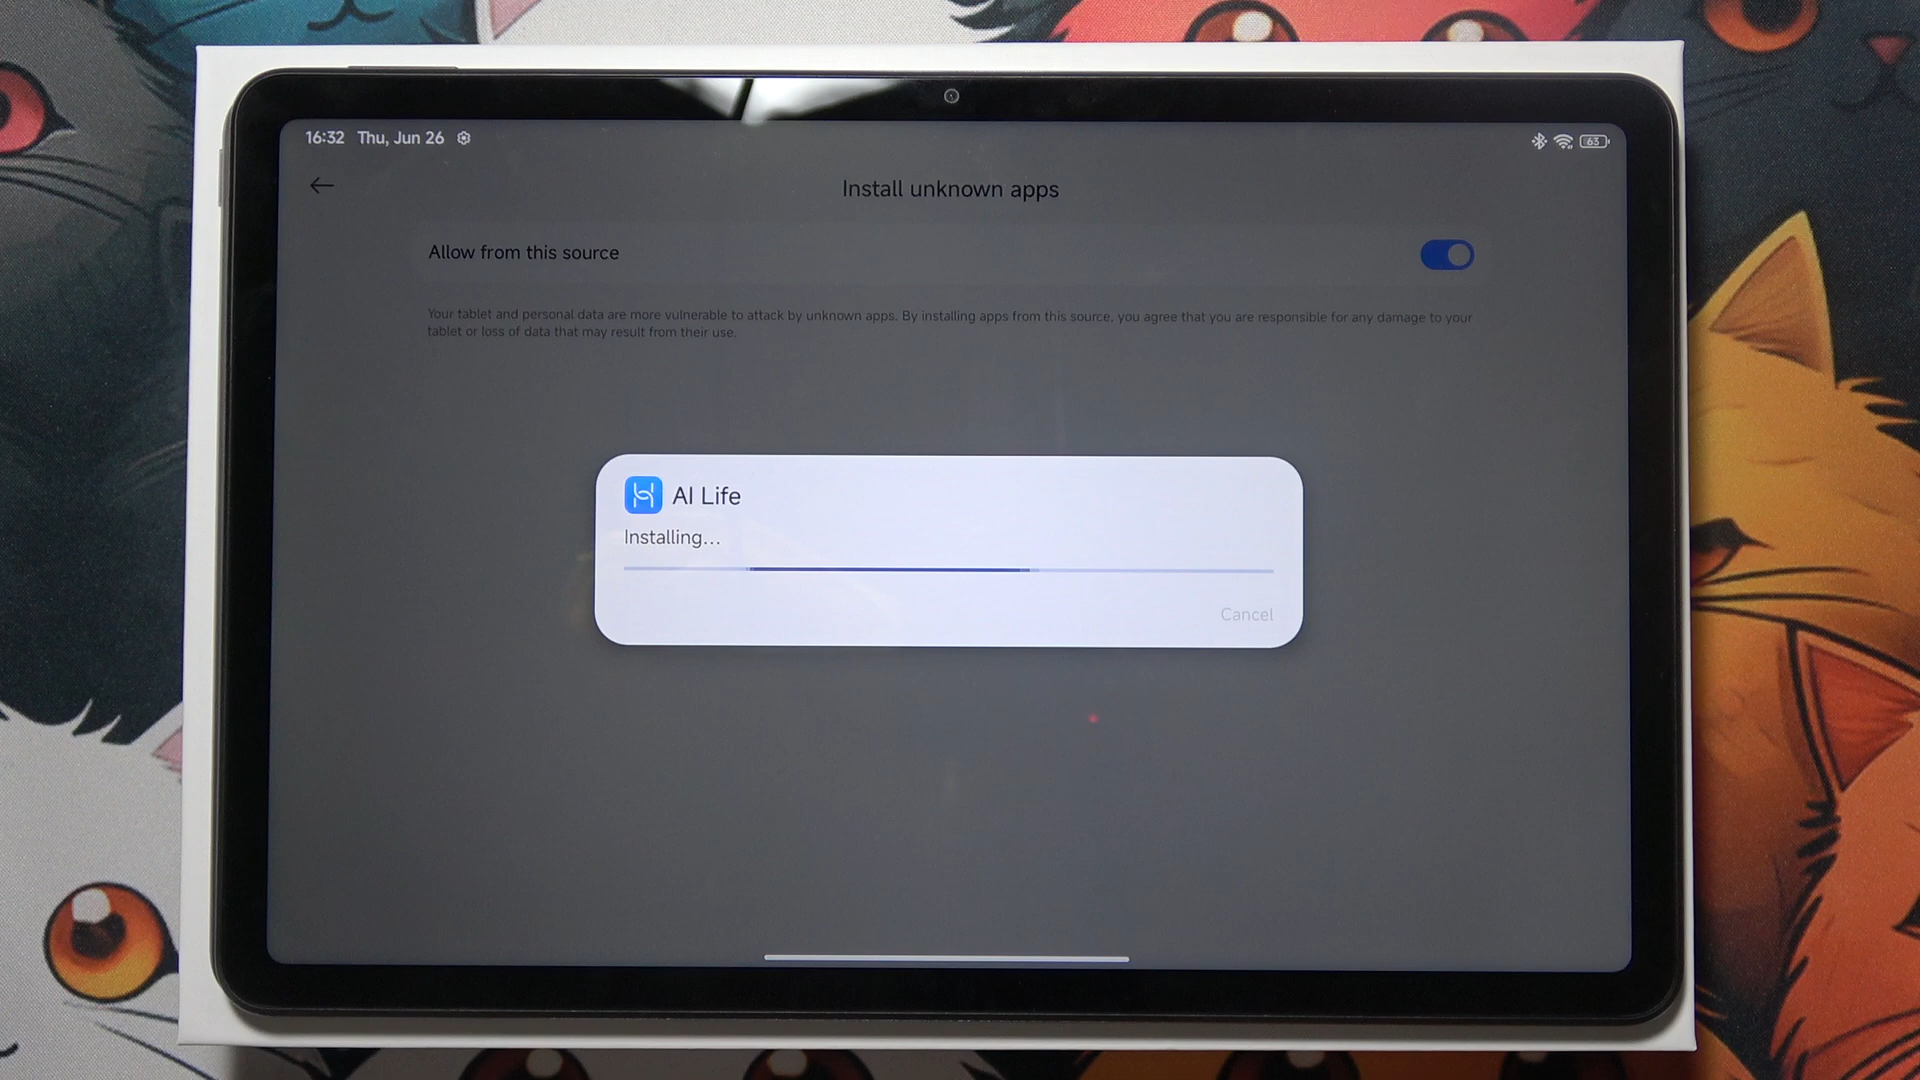 16:32 Thu, Jun 26
63
Install unknown apps
Allow from this source
Your tablet and personal data are more vulnerable to attack by unknown apps. By installing apps from this source, you agree that you are responsible for any damage to your
tablet or loss of data that may result from their use.
AI Life
Installing...
Cancel